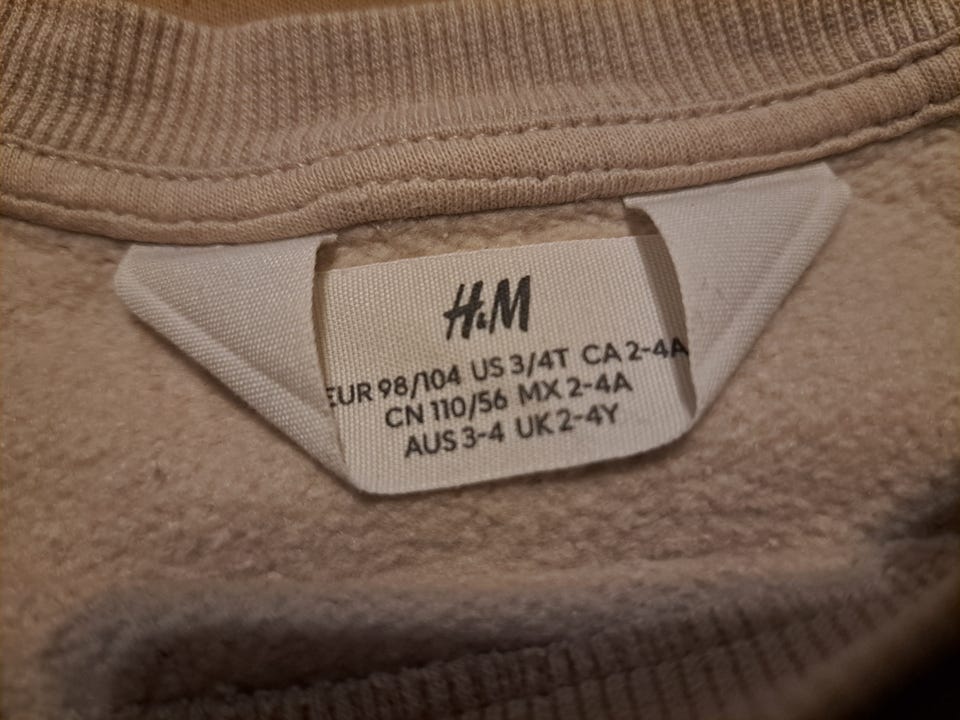 H&M
EUR 98/104 US 3/4T CA 2-4A
CN 110/56 MX 2-4A
AUS 3-4 UK 2-4Y